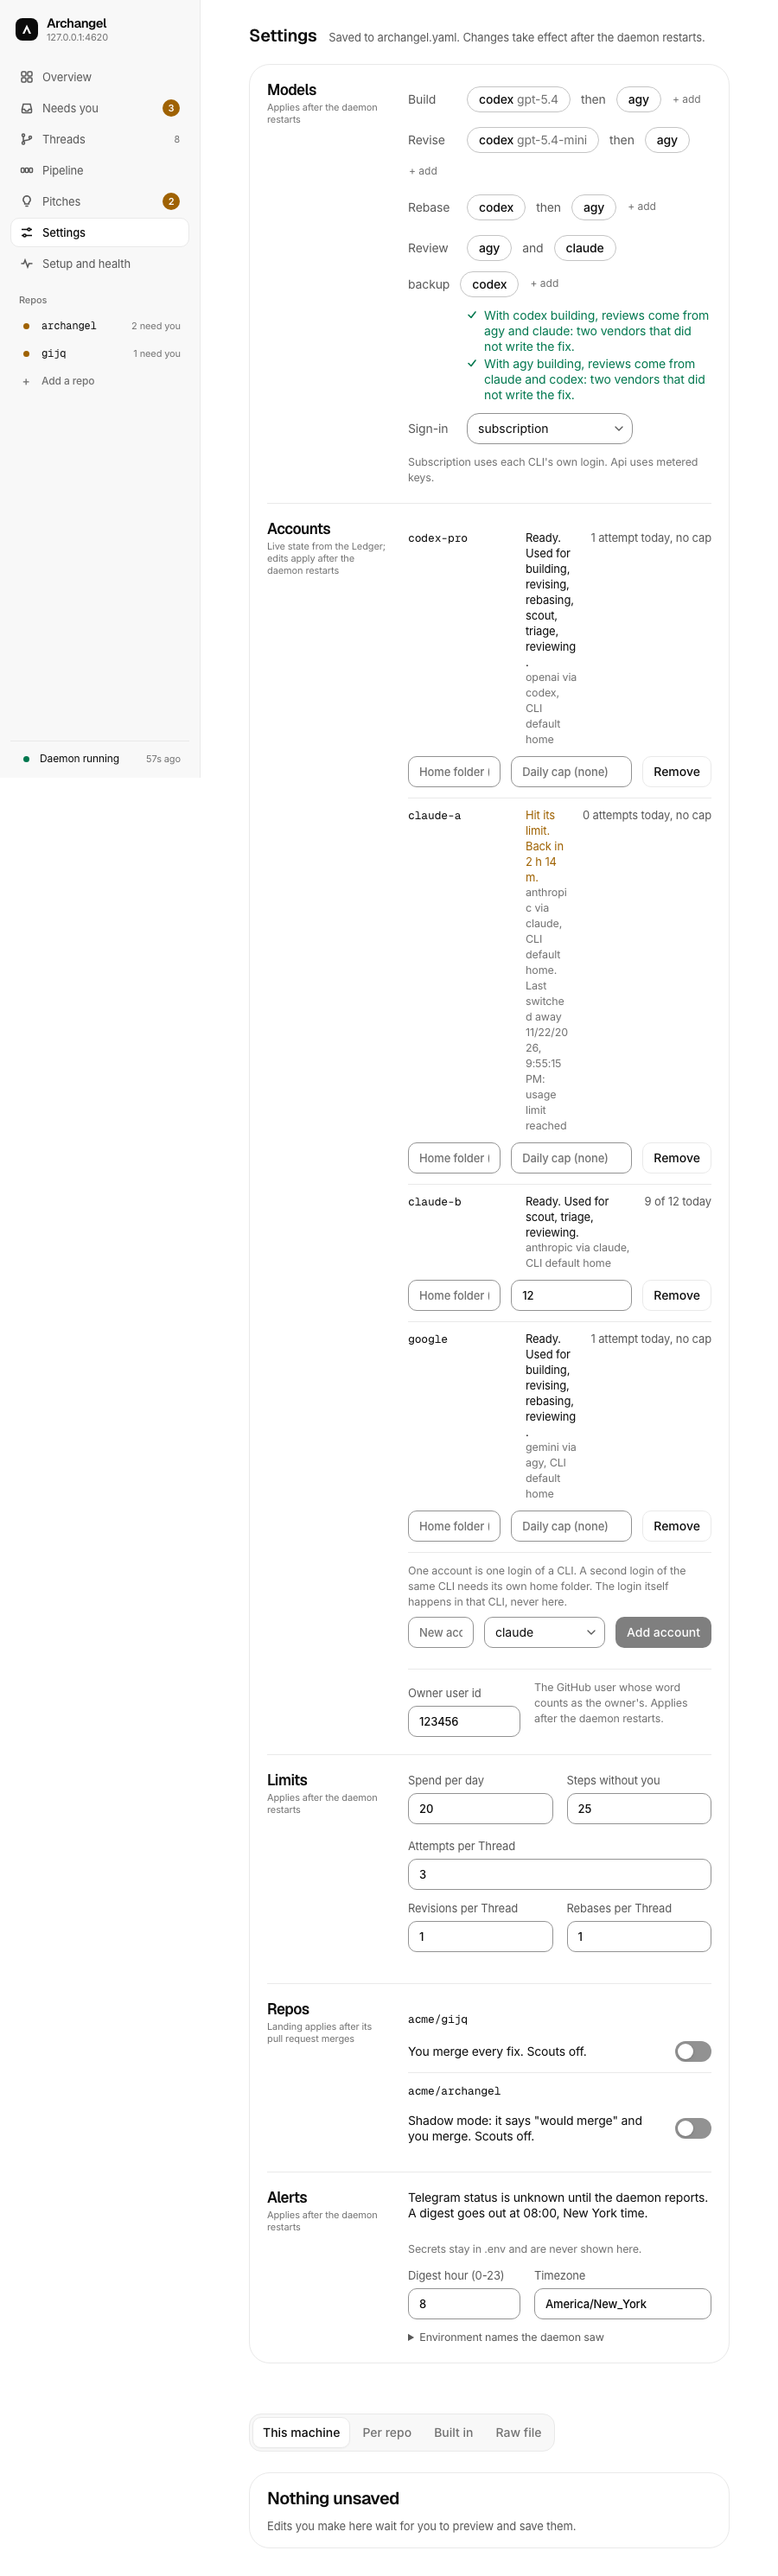 Archangel
127.0.0.1:4620
Overview
Needs you 3
Threads 8
Pipeline
Pitches 2
Settings
Setup and health
Repos
archangel 2 need you
gijq 1 need you
+ Add a repo
Daemon running 57s ago
Settings Saved to archangel.yaml. Changes take effect after the daemon restarts.
Models
Applies after the daemon
restarts
Build codex gpt-5.4 then agy + add
Revise codex gpt-5.4-mini then agy
+ add
Rebase codex then agy + add
Review agy and claude
backup codex + add
With codex building, reviews come from
agy and claude: two vendors that did
not write the fix.
With agy building, reviews come from
claude and codex: two vendors that did
not write the fix.
Sign-in subscription
Subscription uses each CLI's own login. Api uses metered
keys.
Accounts
Live state from the Ledger;
edits apply after the
daemon restarts
codex-pro
Ready.
Used for
building,
revising,
rebasing,
scout,
triage,
reviewing
.
openai via
codex,
CLI
default
home
1 attempt today, no cap
Home folder ( Daily cap (none) Remove
claude-a
Hit its
limit.
Back in
2 h 14
m.
anthropi
c via
claude,
CLI
default
home.
Last
switche
d away
11/22/20
26,
9:55:15
PM:
usage
limit
reached
0 attempts today, no cap
Home folder ( Daily cap (none) Remove
claude-b
Ready. Used for
scout, triage,
reviewing.
anthropic via claude,
CLI default home
9 of 12 today
Home folder ( 12 Remove
google
Ready.
Used for
building,
revising,
rebasing,
reviewing
.
gemini via
agy, CLI
default
home
1 attempt today, no cap
Home folder ( Daily cap (none) Remove
One account is one login of a CLI. A second login of the
same CLI needs its own home folder. The login itself
happens in that CLI, never here.
New acc claude Add account
Owner user id
123456
The GitHub user whose word
counts as the owner's. Applies
after the daemon restarts.
Limits
Applies after the daemon
restarts
Spend per day Steps without you
20 25
Attempts per Thread
3
Revisions per Thread Rebases per Thread
1 1
Repos
Landing applies after its
pull request merges
acme/gijq
You merge every fix. Scouts off.
acme/archangel
Shadow mode: it says "would merge" and
you merge. Scouts off.
Alerts
Applies after the daemon
restarts
Telegram status is unknown until the daemon reports.
A digest goes out at 08:00, New York time.
Secrets stay in .env and are never shown here.
Digest hour (0-23) Timezone
8 America/New_York
Environment names the daemon saw
This machine Per repo Built in Raw file
Nothing unsaved
Edits you make here wait for you to preview and save them.